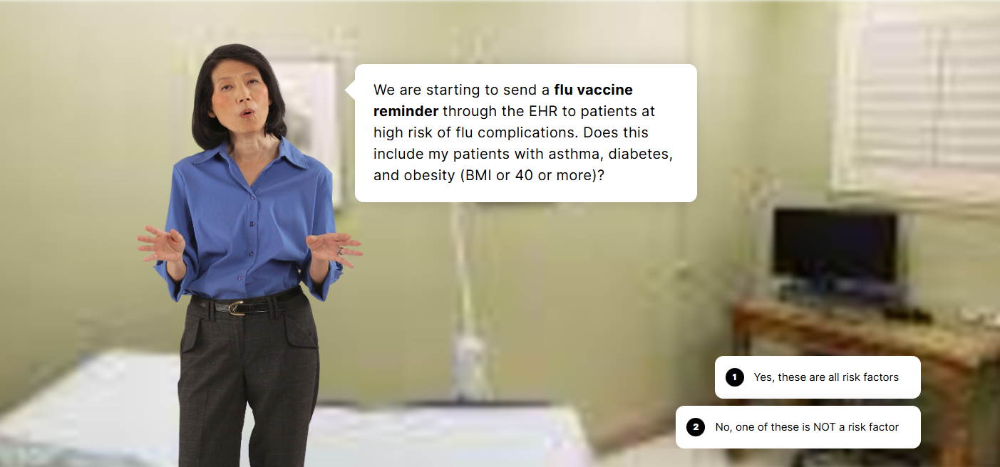 We are starting to send a flu vaccine
reminder through the EHR to patients at
high risk of flu complications. Does this
include my patients with asthma, diabetes,
and obesity (BMI or 40 or more)?
1 Yes, these are all risk factors
2 No, one of these is NOT a risk factor